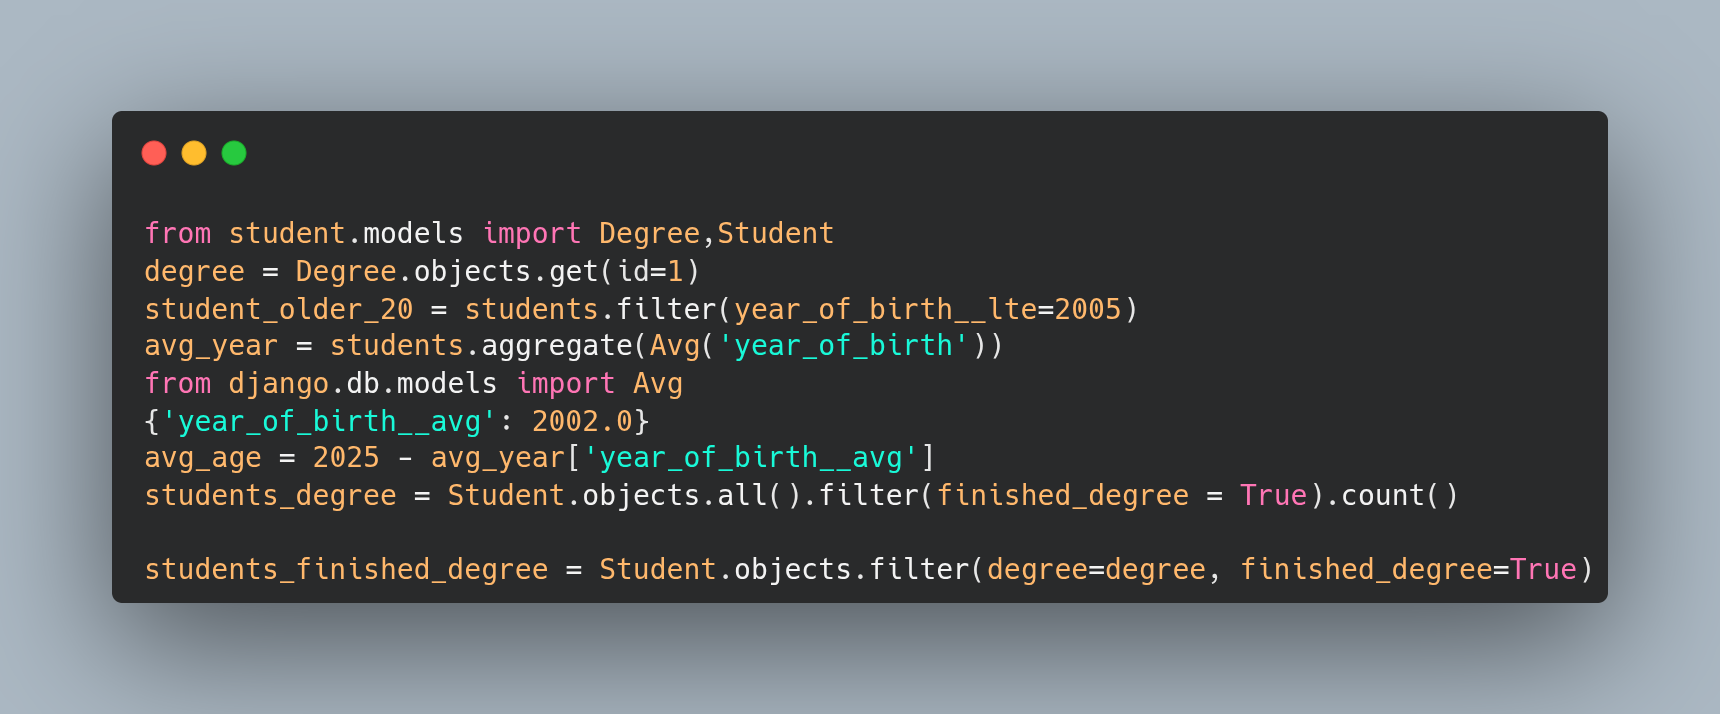 from student.models import Degree,Student
degree = Degree.objects.get(id=1)
student_older_20 = students.filter(year_of_birth__lte=2005)
avg_year = students.aggregate(Avg('year_of_birth'))
from django.db.models import Avg
{'year_of_birth__avg': 2002.0}
avg_age = 2025 - avg_year['year_of_birth__avg']
students_degree = Student.objects.all().filter(finished_degree = True).count()
students_finished_degree = Student.objects.filter(degree=degree, finished_degree=True)